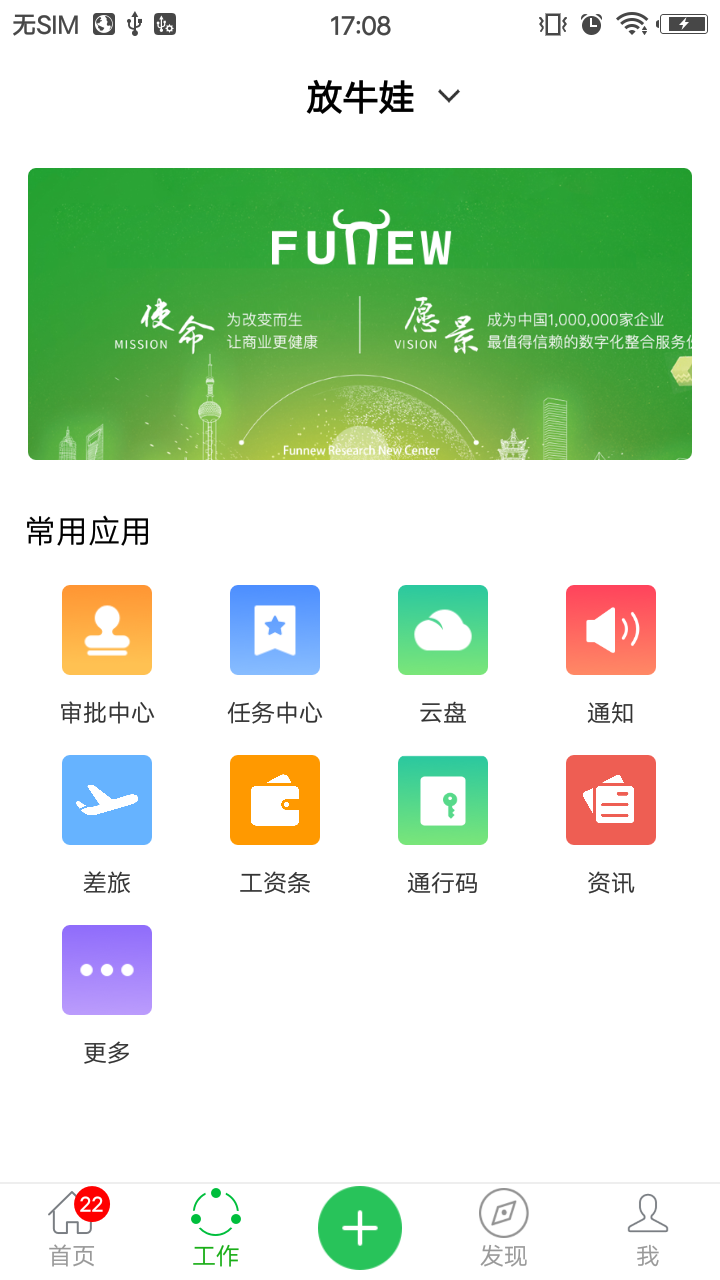 无SIM 17:08
放牛娃
FUNEW
使命 MISSION
为改变而生
让商业更健康
愿景 VISION
成为中国1,000,000家企业
最值得信赖的数字化整合服务
Funnew Research New Center
常用应用
审批中心 任务中心 云盘 通知
差旅 工资条 通行码 资讯
更多
22
首页 工作 发现 我